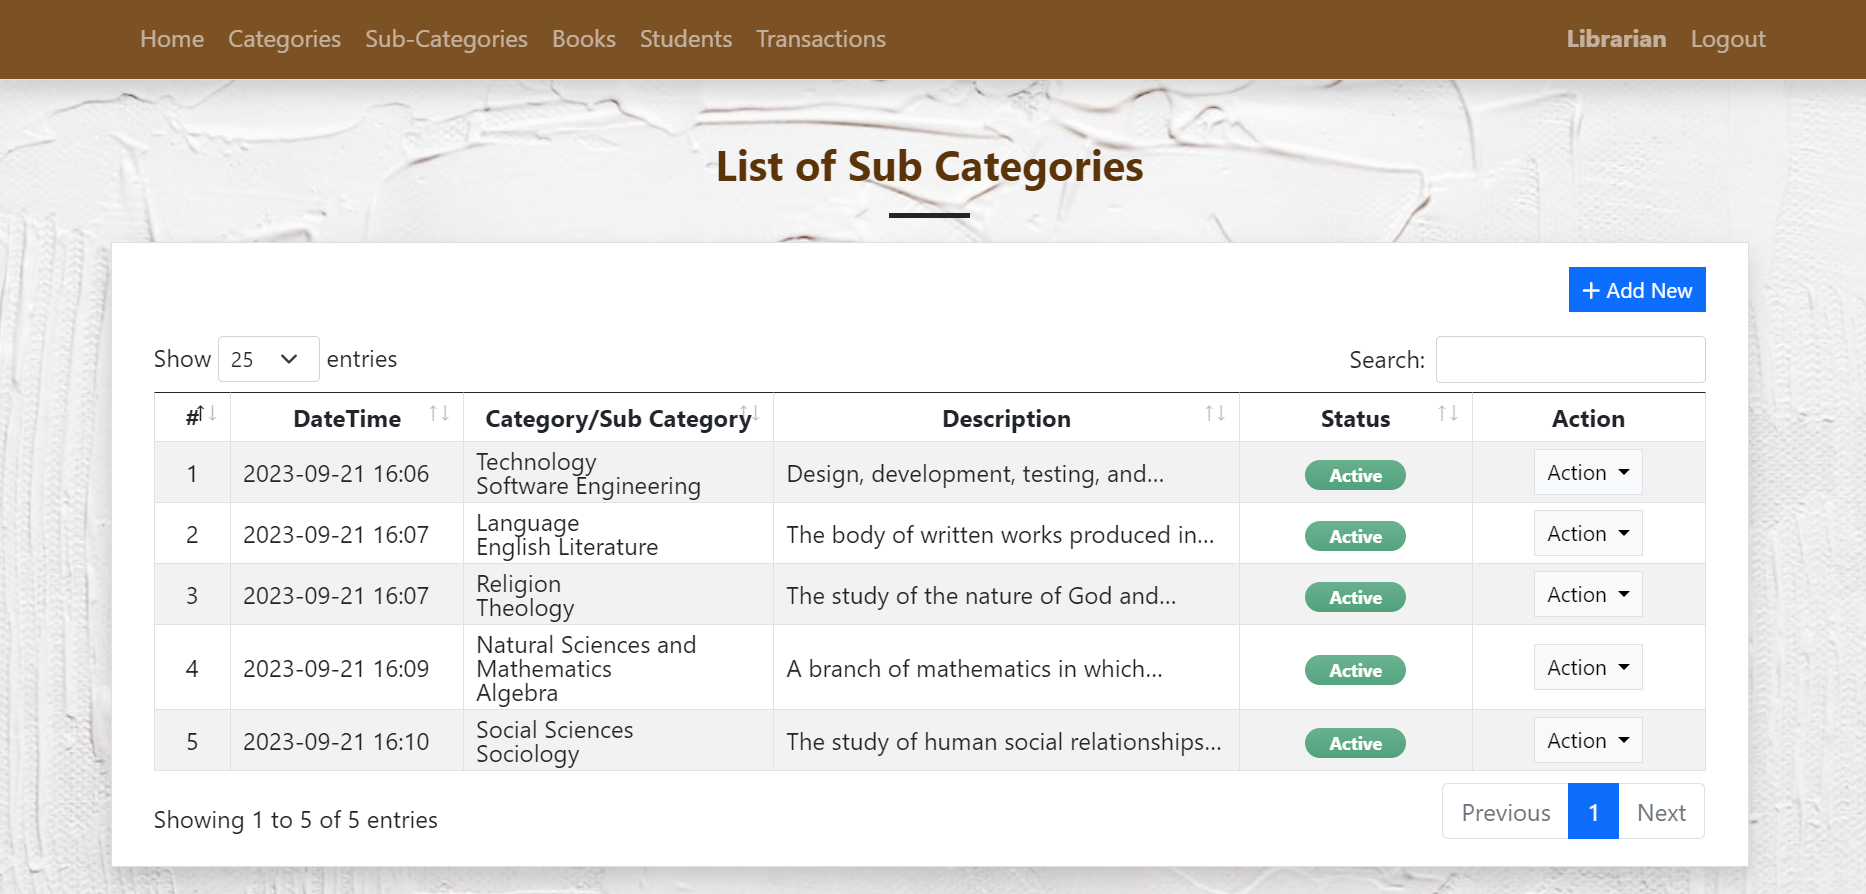 Home Categories Sub-Categories Books Students Transactions Librarian Logout
List of Sub Categories
+ Add New
Show 25 entries Search:
# DateTime Category/Sub Category Description Status Action
1 2023-09-21 16:06 Technology
Software Engineering Design, development, testing, and... Active Action
2 2023-09-21 16:07 Language
English Literature The body of written works produced in... Active Action
3 2023-09-21 16:07 Religion
Theology The study of the nature of God and... Active Action
4 2023-09-21 16:09 Natural Sciences and
Mathematics
Algebra A branch of mathematics in which... Active Action
5 2023-09-21 16:10 Social Sciences
Sociology The study of human social relationships... Active Action
Showing 1 to 5 of 5 entries Previous 1 Next